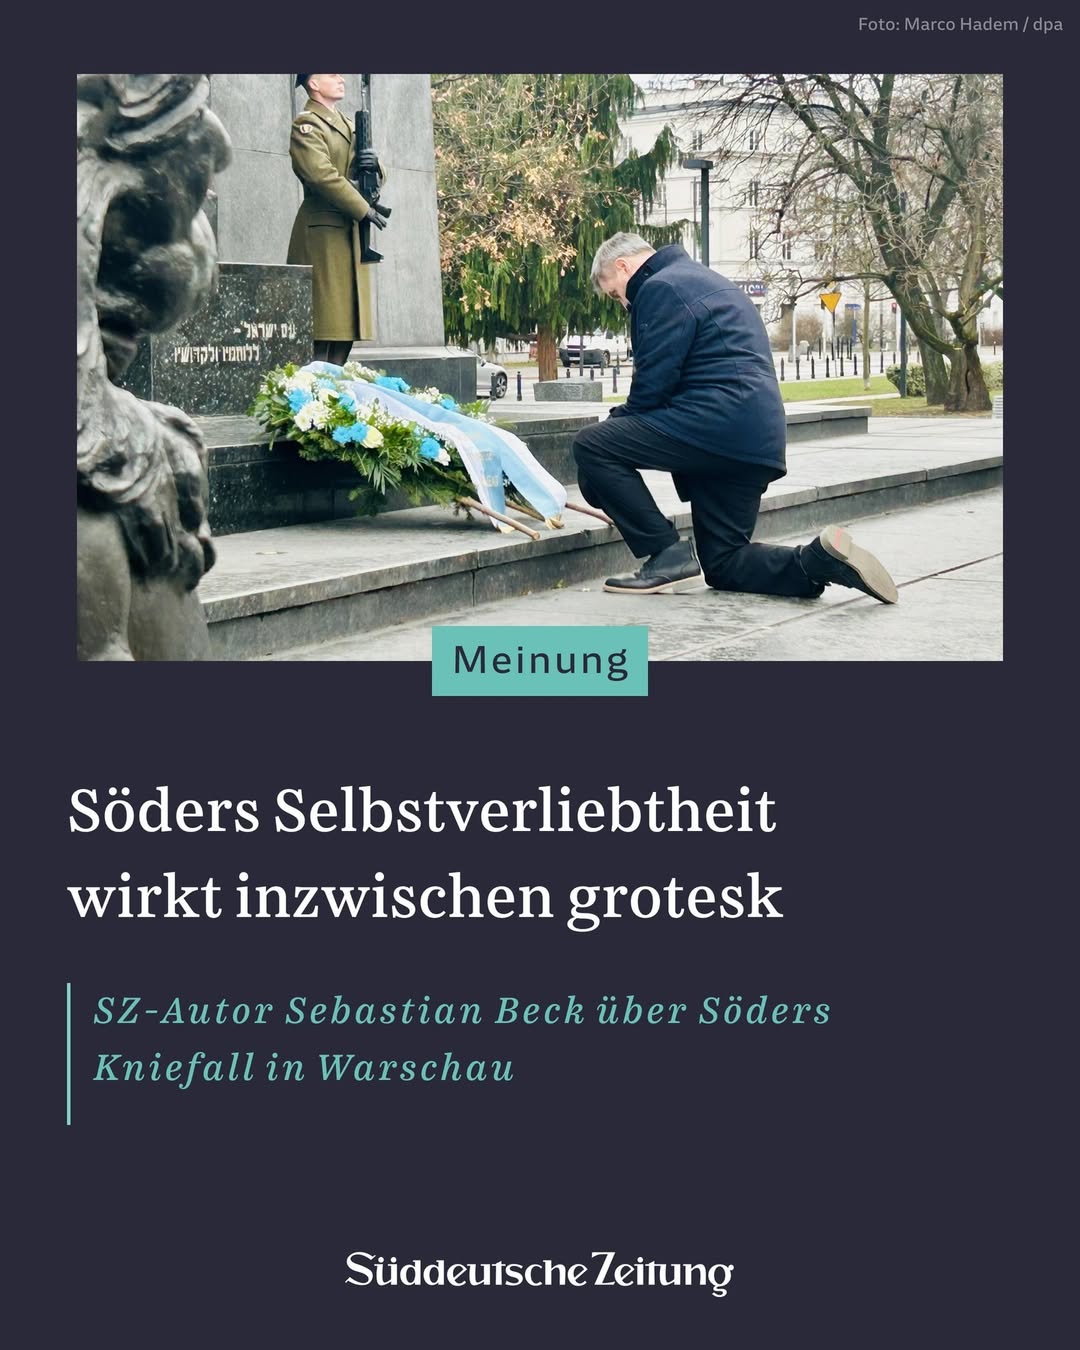 Foto: Marco Hadem / dpa
עם ישראל-
ללוחמיו ולקדושיו
Meinung
Söders Selbstverliebtheit
wirkt inzwischen grotesk
SZ-Autor Sebastian Beck über Söders
Kniefall in Warschau
Süddeutsche Zeitung